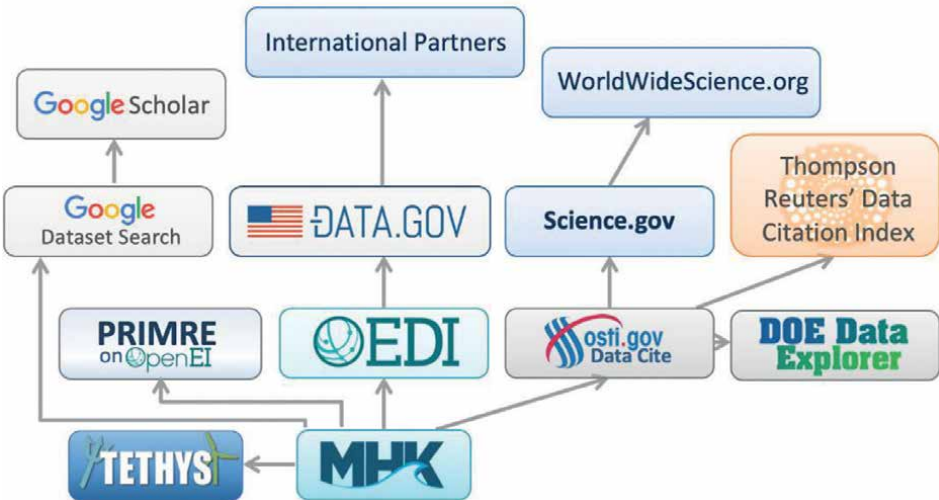 International Partners
WorldWideScience.org
Google Scholar
Thompson
Reuters’ Data
Citation Index
Google
Dataset Search
DATA.GOV
Science.gov
PRIMRE
on OpenEI
OEDI
osti.gov
Data Cite
DOE Data
Explorer
TETHYS
MHK